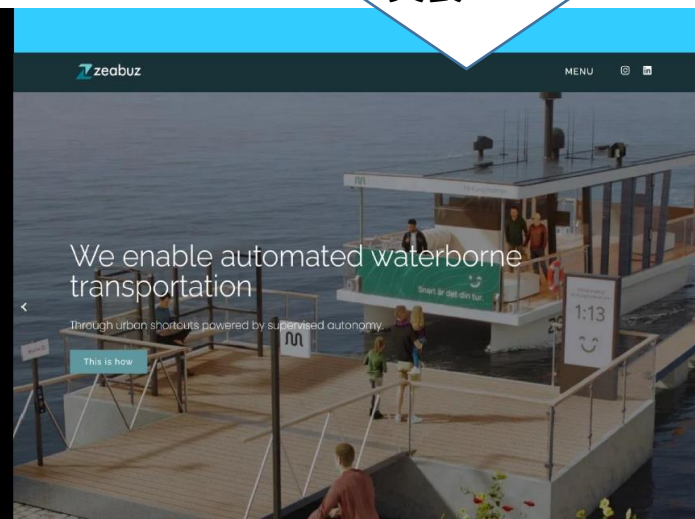 zeabuz
MENU
We enable automated waterborne
transportation
Through urban shortcuts powered by supervised autonomy.
This is how
Snart är det din tur.
1:13